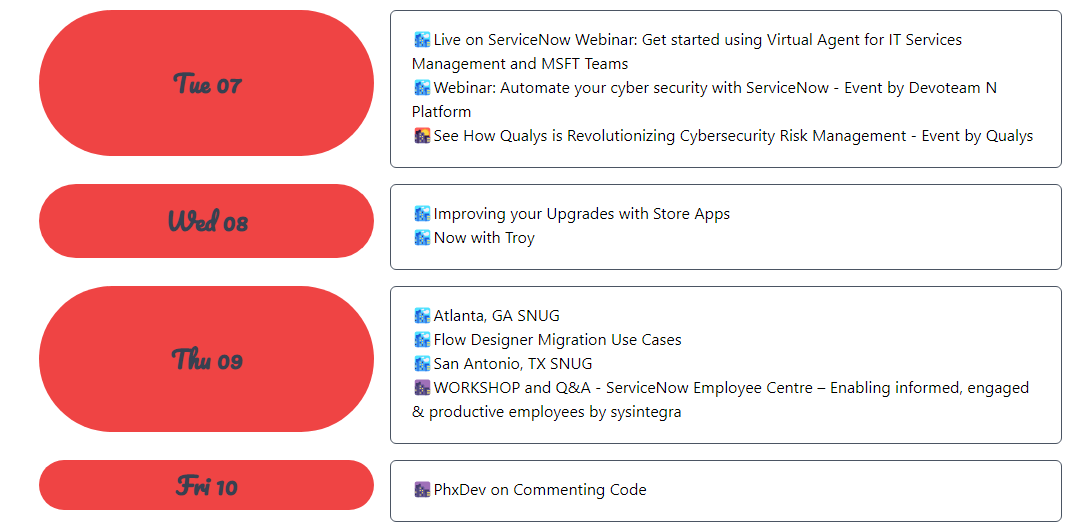 Tue 07
Live on ServiceNow Webinar: Get started using Virtual Agent for IT Services
Management and MSFT Teams
Webinar: Automate your cyber security with ServiceNow - Event by Devoteam N
Platform
See How Qualys is Revolutionizing Cybersecurity Risk Management - Event by Qualys
Wed 08
Improving your Upgrades with Store Apps
Now with Troy
Thu 09
Atlanta, GA SNUG
Flow Designer Migration Use Cases
San Antonio, TX SNUG
WORKSHOP and Q&A - ServiceNow Employee Centre – Enabling informed, engaged
& productive employees by sysintegra
Fri 10
PhxDev on Commenting Code